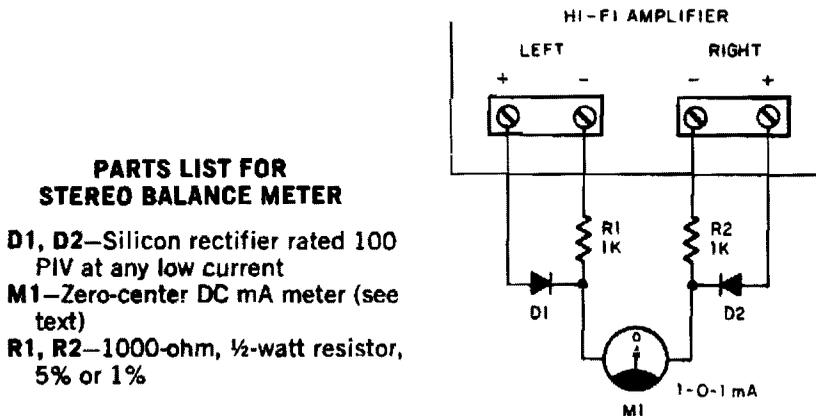 PARTS LIST FOR
STEREO BALANCE METER
D1, D2—Silicon rectifier rated 100
PIV at any low current
M1—Zero-center DC mA meter (see
text)
R1, R2—1000-ohm, ½-watt resistor,
5% or 1%
HI-FI AMPLIFIER
LEFT
RIGHT
+ -
- +
R1
1K
R2
1K
D1
D2
0
1-0-1 mA
M1